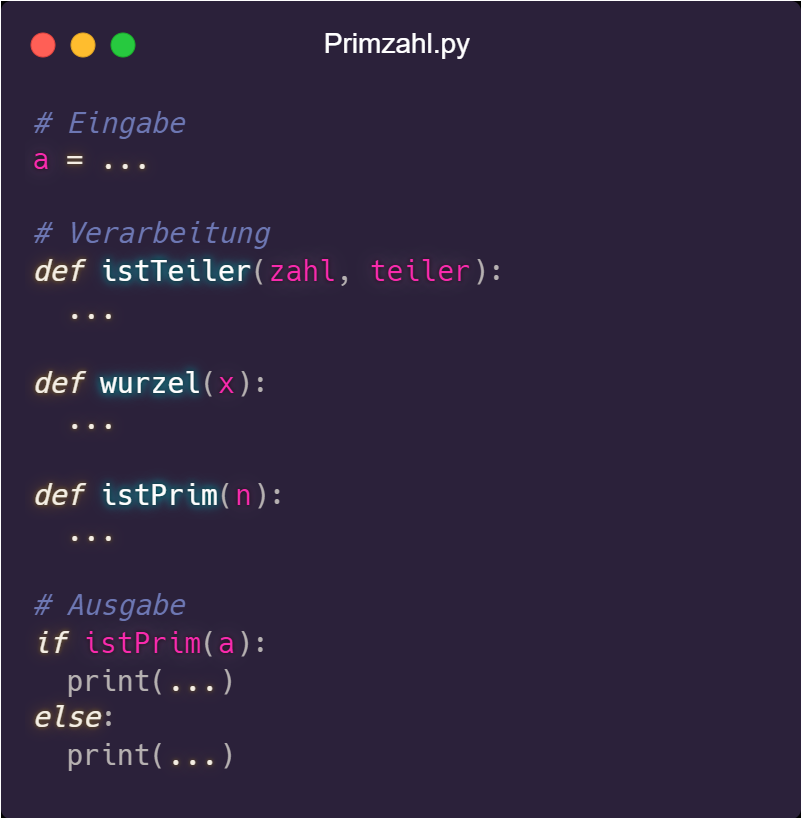 Primzahl.py
# Eingabe
a = ...
# Verarbeitung
def istTeiler(zahl, teiler):
  ...
def wurzel(x):
  ...
def istPrim(n):
  ...
# Ausgabe
if istPrim(a):
  print(...)
else:
  print(...)